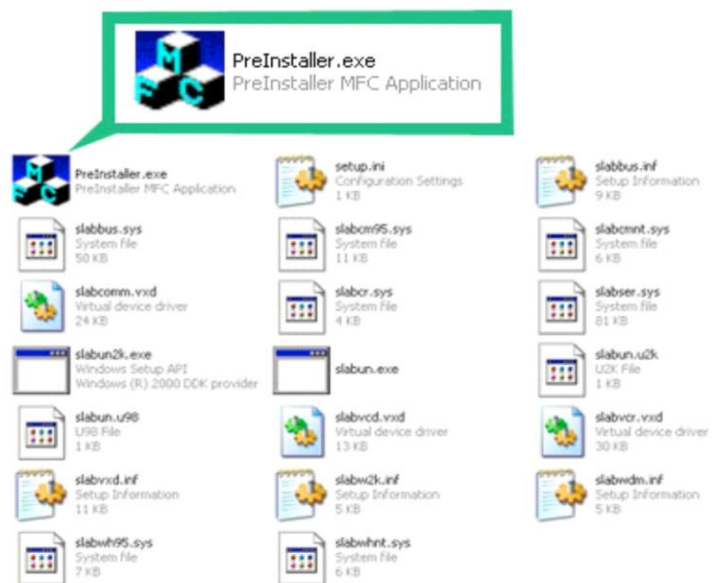 M
F C
PreInstaller.exe
PreInstaller MFC Application
M
F C
PreInstaller.exe
PreInstaller MFC Application
setup.ini
Configuration Settings
1 KB
slabbus.inf
Setup Information
9 KB
slabbus.sys
System file
50 KB
slabcm95.sys
System file
11 KB
slabcmnt.sys
System file
6 KB
slabcomm.vxd
Virtual device driver
24 KB
slabcr.sys
System file
4 KB
slabser.sys
System file
81 KB
slabun2k.exe
Windows Setup API
Windows (R) 2000 DDK provider
slabun.exe
slabun.u2k
U2K File
1 KB
slabun.u98
U98 File
1 KB
slabvcd.vxd
Virtual device driver
13 KB
slabvcr.vxd
Virtual device driver
30 KB
slabvxd.inf
Setup Information
11 KB
slabw2k.inf
Setup Information
5 KB
slabwdm.inf
Setup Information
5 KB
slabwh95.sys
System file
7 KB
slabwhnt.sys
System file
6 KB